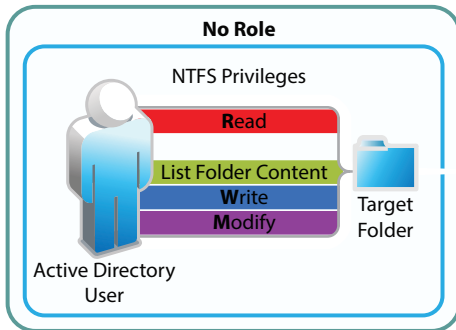 No Role
NTFS Privileges
Read
List Folder Content
Write
Modify
Target
Folder
Active Directory
User